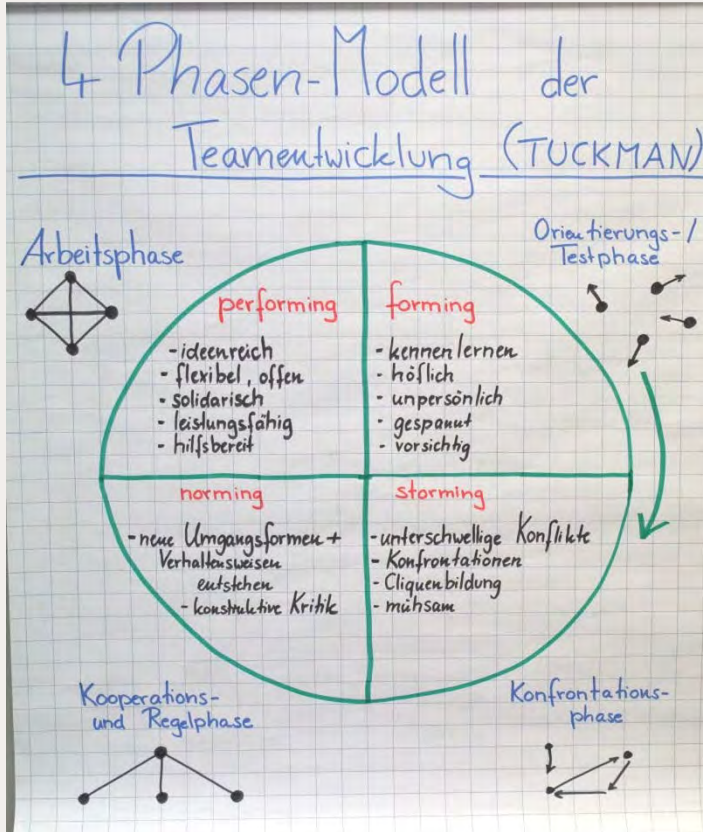 4 Phasen-Modell der
Teamentwicklung (TUCKMAN)
Orientierungs-/
Testphase
forming
- kennenlernen
- höflich
- unpersönlich
- gespannt
- vorsichtig
storming
- unterschwellige Konflikte
- Konfrontationen
- Cliquenbildung
- mühsam
Konfrontations-
phase
norming
- neue Umgangsformen +
Verhaltensweisen
entstehen
- konstruktive Kritik
Kooperations-
und Regelphase
Arbeitsphase
performing
- ideenreich
- flexibel, offen
- solidarisch
- leistungsfähig
- hilfsbereit